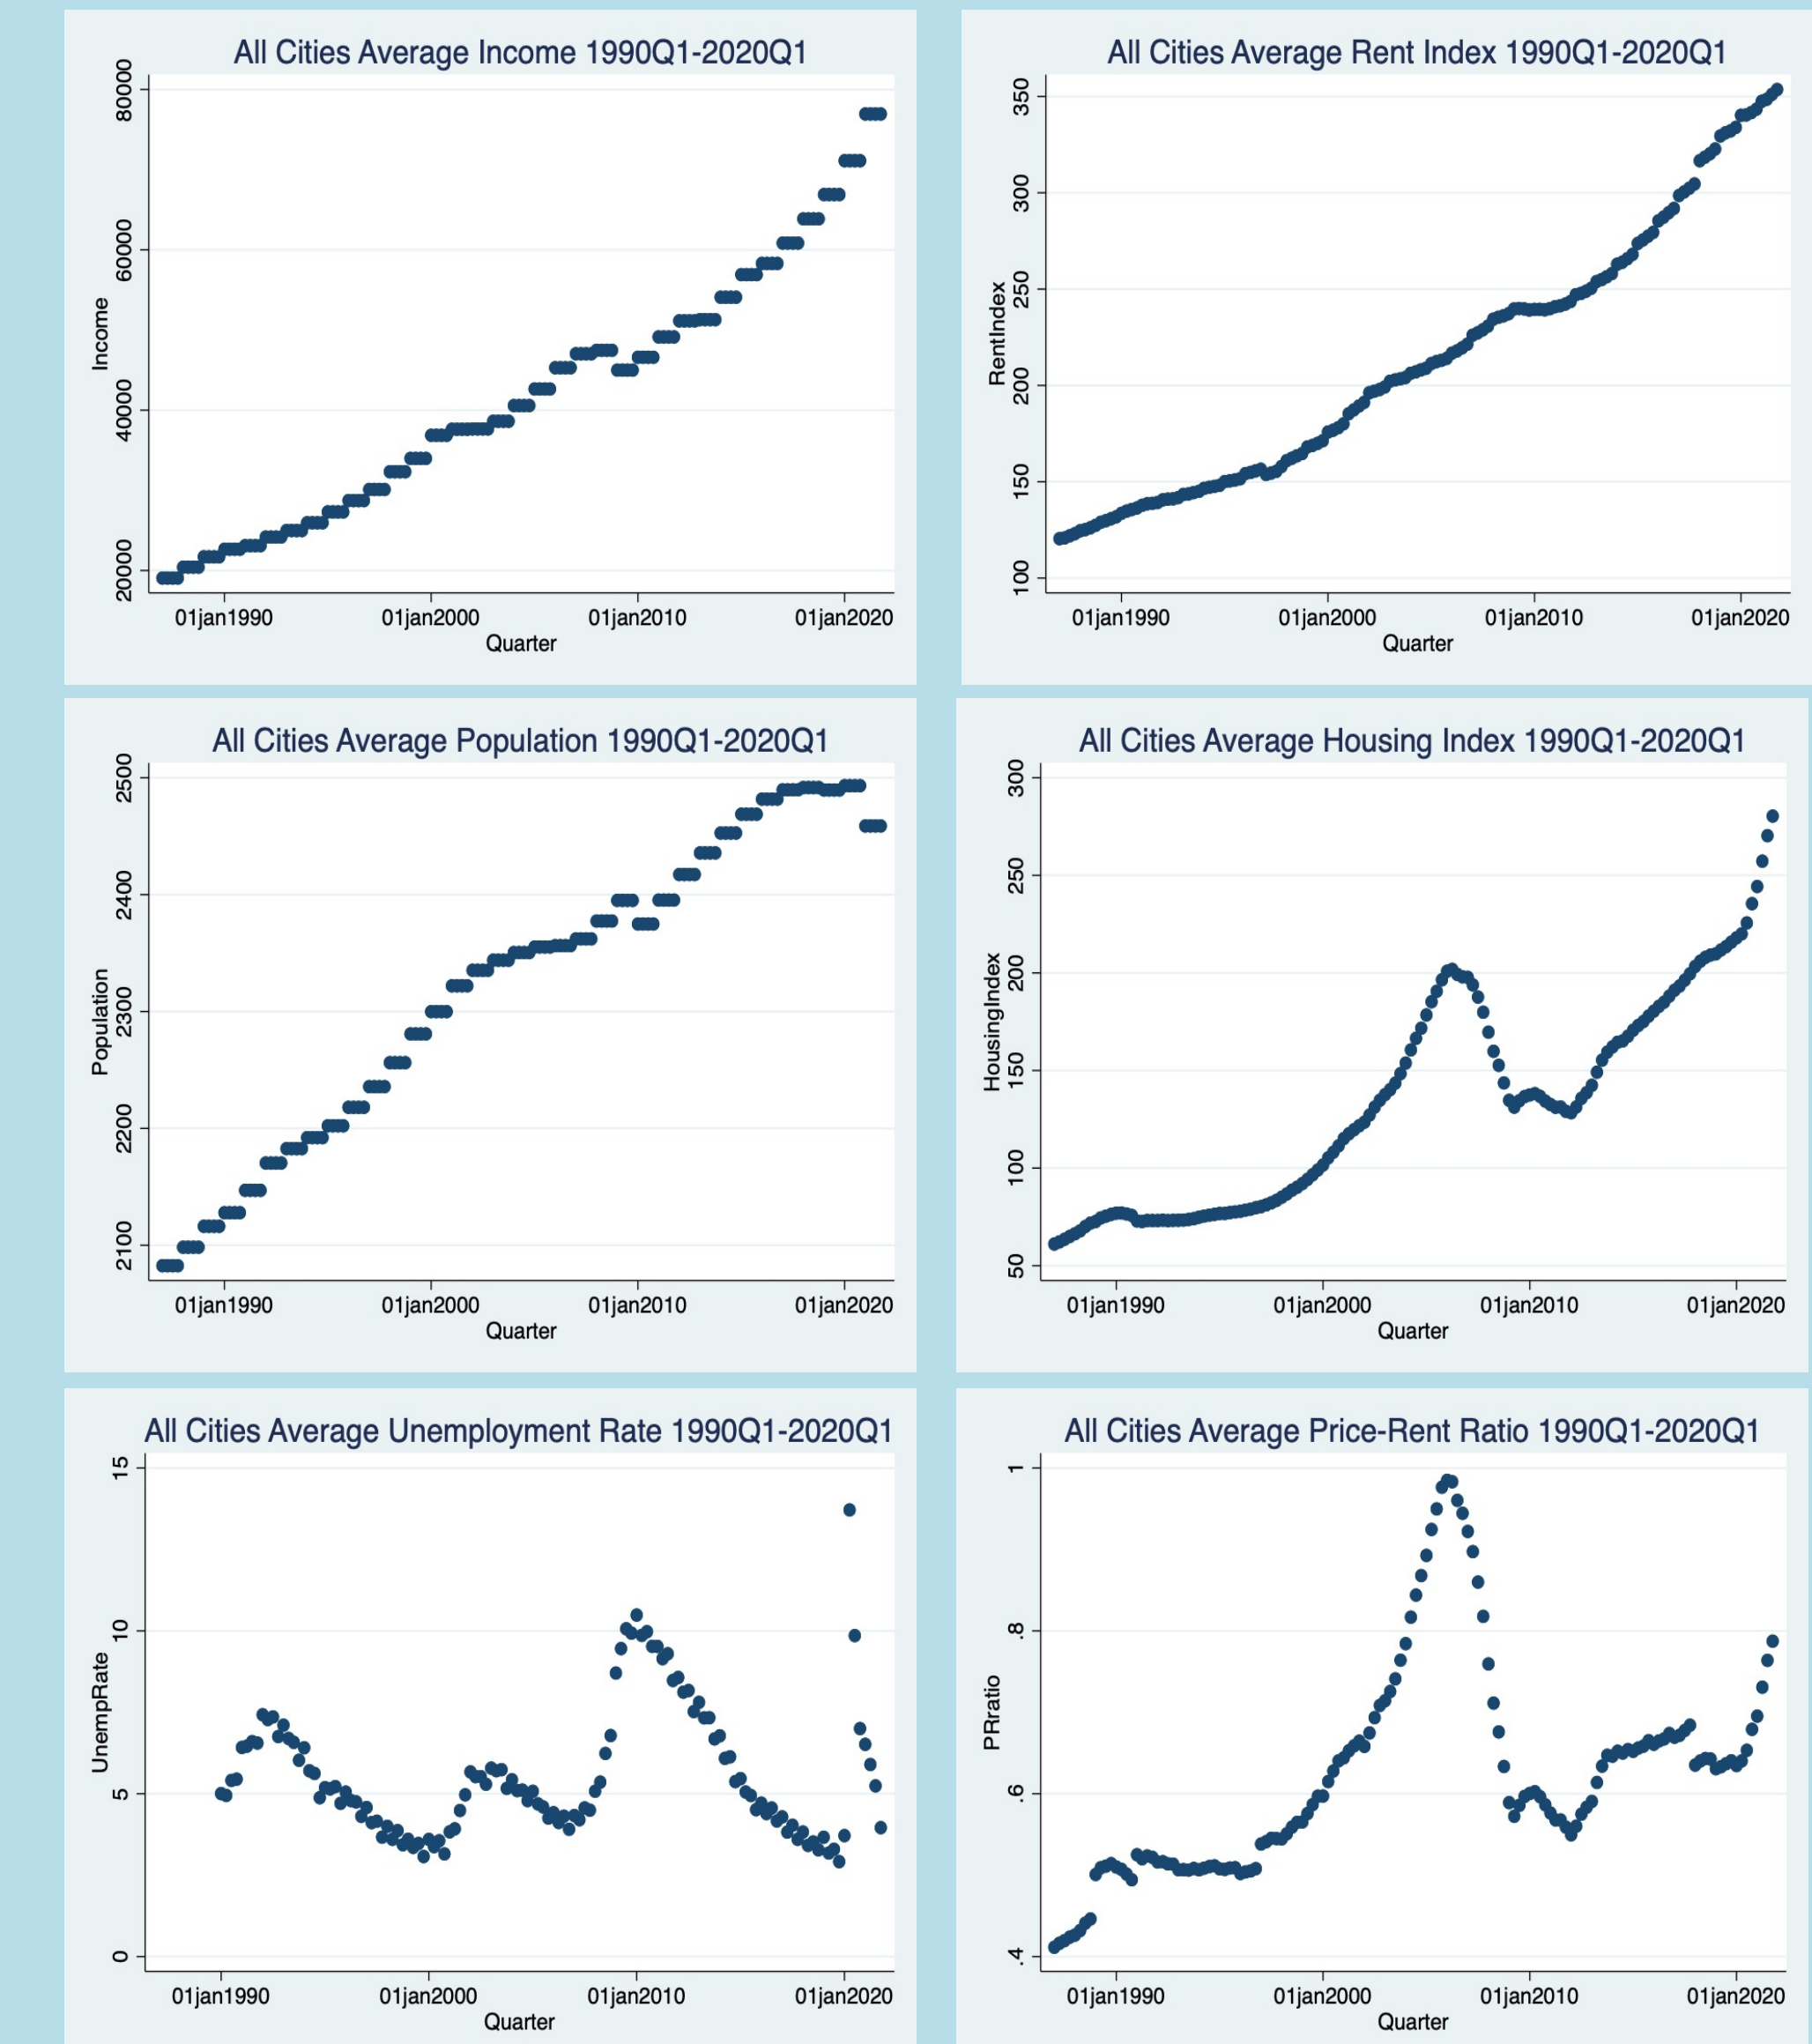 All Cities Average Income 1990Q1-2020Q1
80000
60000
40000
20000
Income
01jan1990 01jan2000 01jan2010 01jan2020
Quarter
All Cities Average Rent Index 1990Q1-2020Q1
350
300
250
200
150
100
RentIndex
01jan1990 01jan2000 01jan2010 01jan2020
Quarter
All Cities Average Population 1990Q1-2020Q1
2500
2400
2300
2200
2100
Population
01jan1990 01jan2000 01jan2010 01jan2020
Quarter
All Cities Average Housing Index 1990Q1-2020Q1
300
250
200
150
100
50
HousingIndex
01jan1990 01jan2000 01jan2010 01jan2020
Quarter
All Cities Average Unemployment Rate 1990Q1-2020Q1
15
10
5
0
UnempRate
01jan1990 01jan2000 01jan2010 01jan2020
Quarter
All Cities Average Price-Rent Ratio 1990Q1-2020Q1
1
.8
.6
.4
PRratio
01jan1990 01jan2000 01jan2010 01jan2020
Quarter